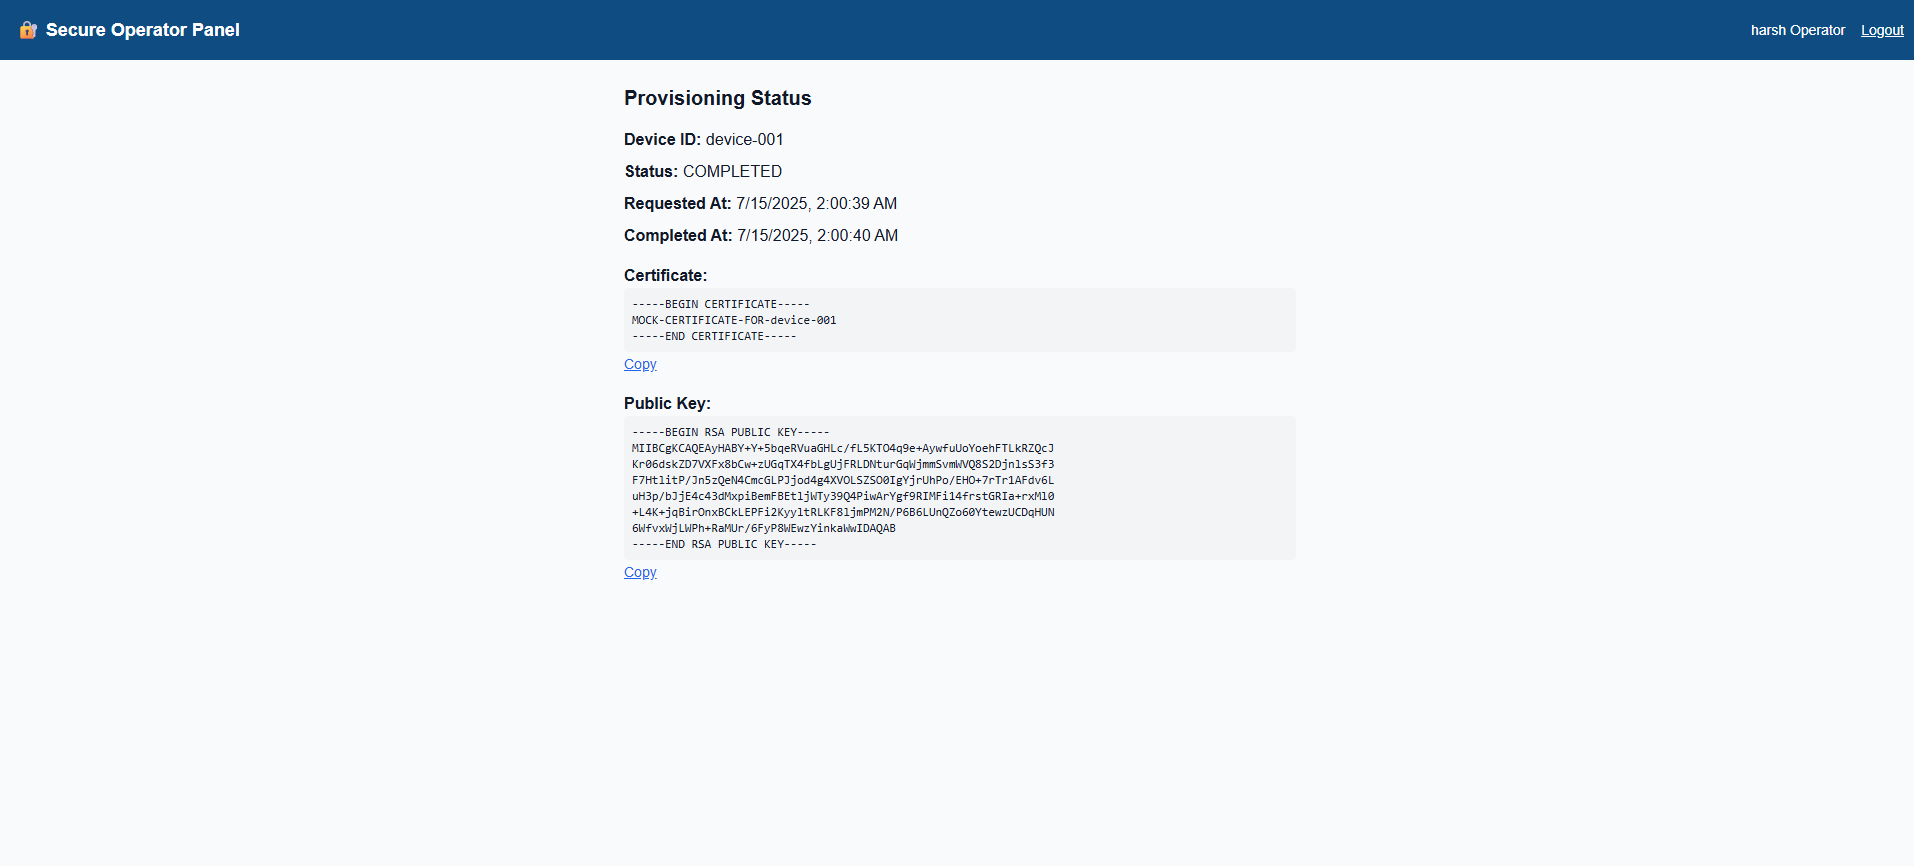 🔐 Secure Operator Panel
harsh Operator Logout
Provisioning Status
Device ID: device-001
Status: COMPLETED
Requested At: 7/15/2025, 2:00:39 AM
Completed At: 7/15/2025, 2:00:40 AM
Certificate:
-----BEGIN CERTIFICATE-----
MOCK-CERTIFICATE-FOR-device-001
-----END CERTIFICATE-----
Copy
Public Key:
-----BEGIN RSA PUBLIC KEY-----
MIIBCgKCAQEAyHABY+Y+5bqeRVuaGHLc/fL5KTO4q9e+AywfuUoYoehFTLkRZQcJ
Kr06dskZD7VXFx8bCw+zUGqTX4fbLgUjFRLDNturGqWjmmSvmWVQ8S2DjnlsS3f3
F7HtlitP/Jn5zQeN4CmcGLPJjod4g4XVOLSZSO0IgYjrUhPo/EHO+7rTr1AFdv6L
uH3p/bJjE4c43dMxpiBemFBEtljWTy39Q4PiwArYgf9RIMFi14frstGRIa+rxMl0
+L4K+jqBirOnxBCkLEPFi2KyyltRLKF8ljmPM2N/P6B6LUnQZo60YtewzUCDqHUN
6WfvxWjLWPh+RaMUr/6FyP8WEwzYinkaWwIDAQAB
-----END RSA PUBLIC KEY-----
Copy